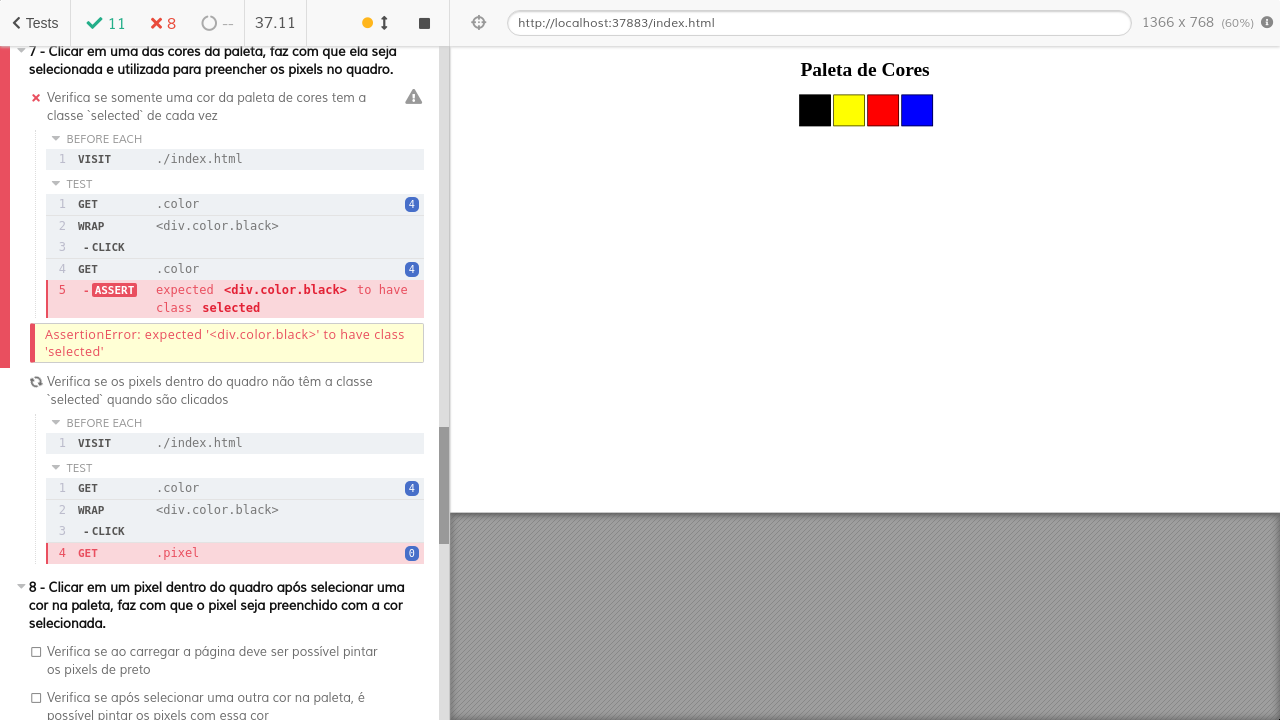 Tests 11 8 -- 37.11
http://localhost:37883/index.html 1366 x 768 (60%)
7 - Clicar em uma das cores da paleta, faz com que ela seja
selecionada e utilizada para preencher os pixels no quadro.
Verifica se somente uma cor da paleta de cores tem a
classe `selected` de cada vez
BEFORE EACH
1 VISIT ./index.html
TEST
1 GET .color 4
2 WRAP <div.color.black>
3 - CLICK
4 GET .color 4
5 - ASSERT expected <div.color.black> to have
class selected
AssertionError: expected '<div.color.black>' to have class
'selected'
Verifica se os pixels dentro do quadro não têm a classe
`selected` quando são clicados
BEFORE EACH
1 VISIT ./index.html
TEST
1 GET .color 4
2 WRAP <div.color.black>
3 - CLICK
4 GET .pixel 0
8 - Clicar em um pixel dentro do quadro após selecionar uma
cor na paleta, faz com que o pixel seja preenchido com a cor
selecionada.
Verifica se ao carregar a página deve ser possível pintar
os pixels de preto
Verifica se após selecionar uma outra cor na paleta, é
possível pintar os pixels com essa cor
Paleta de Cores